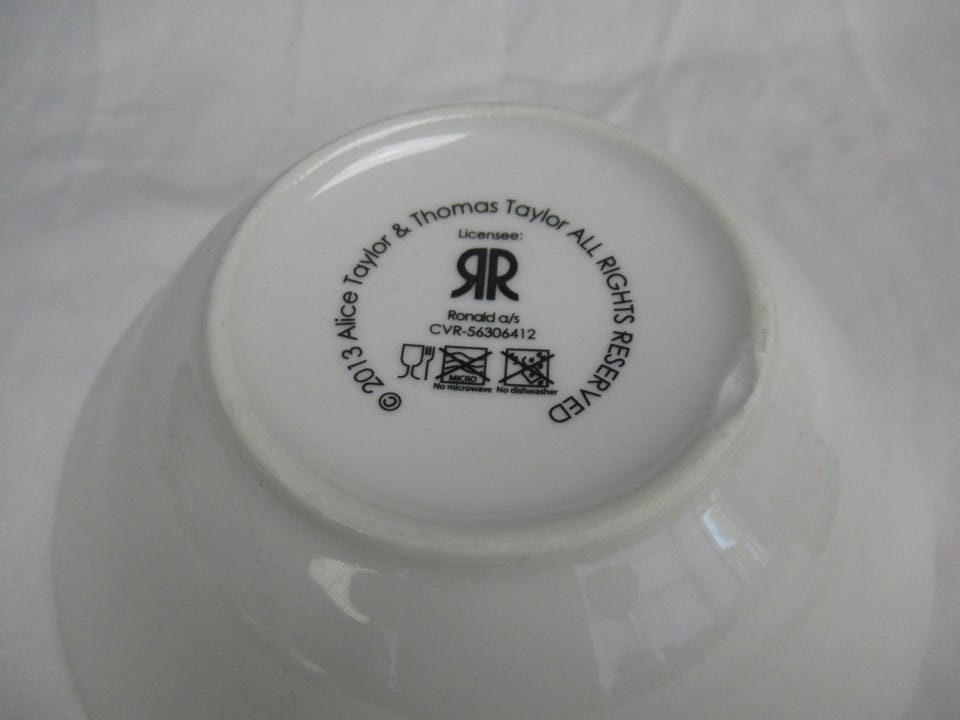 © 2013 Alice Taylor & Thomas Taylor ALL RIGHTS RESERVED
Licensee:
RR
Ronald a/s
CVR-56306412
MICRO
No microwave No dishwasher